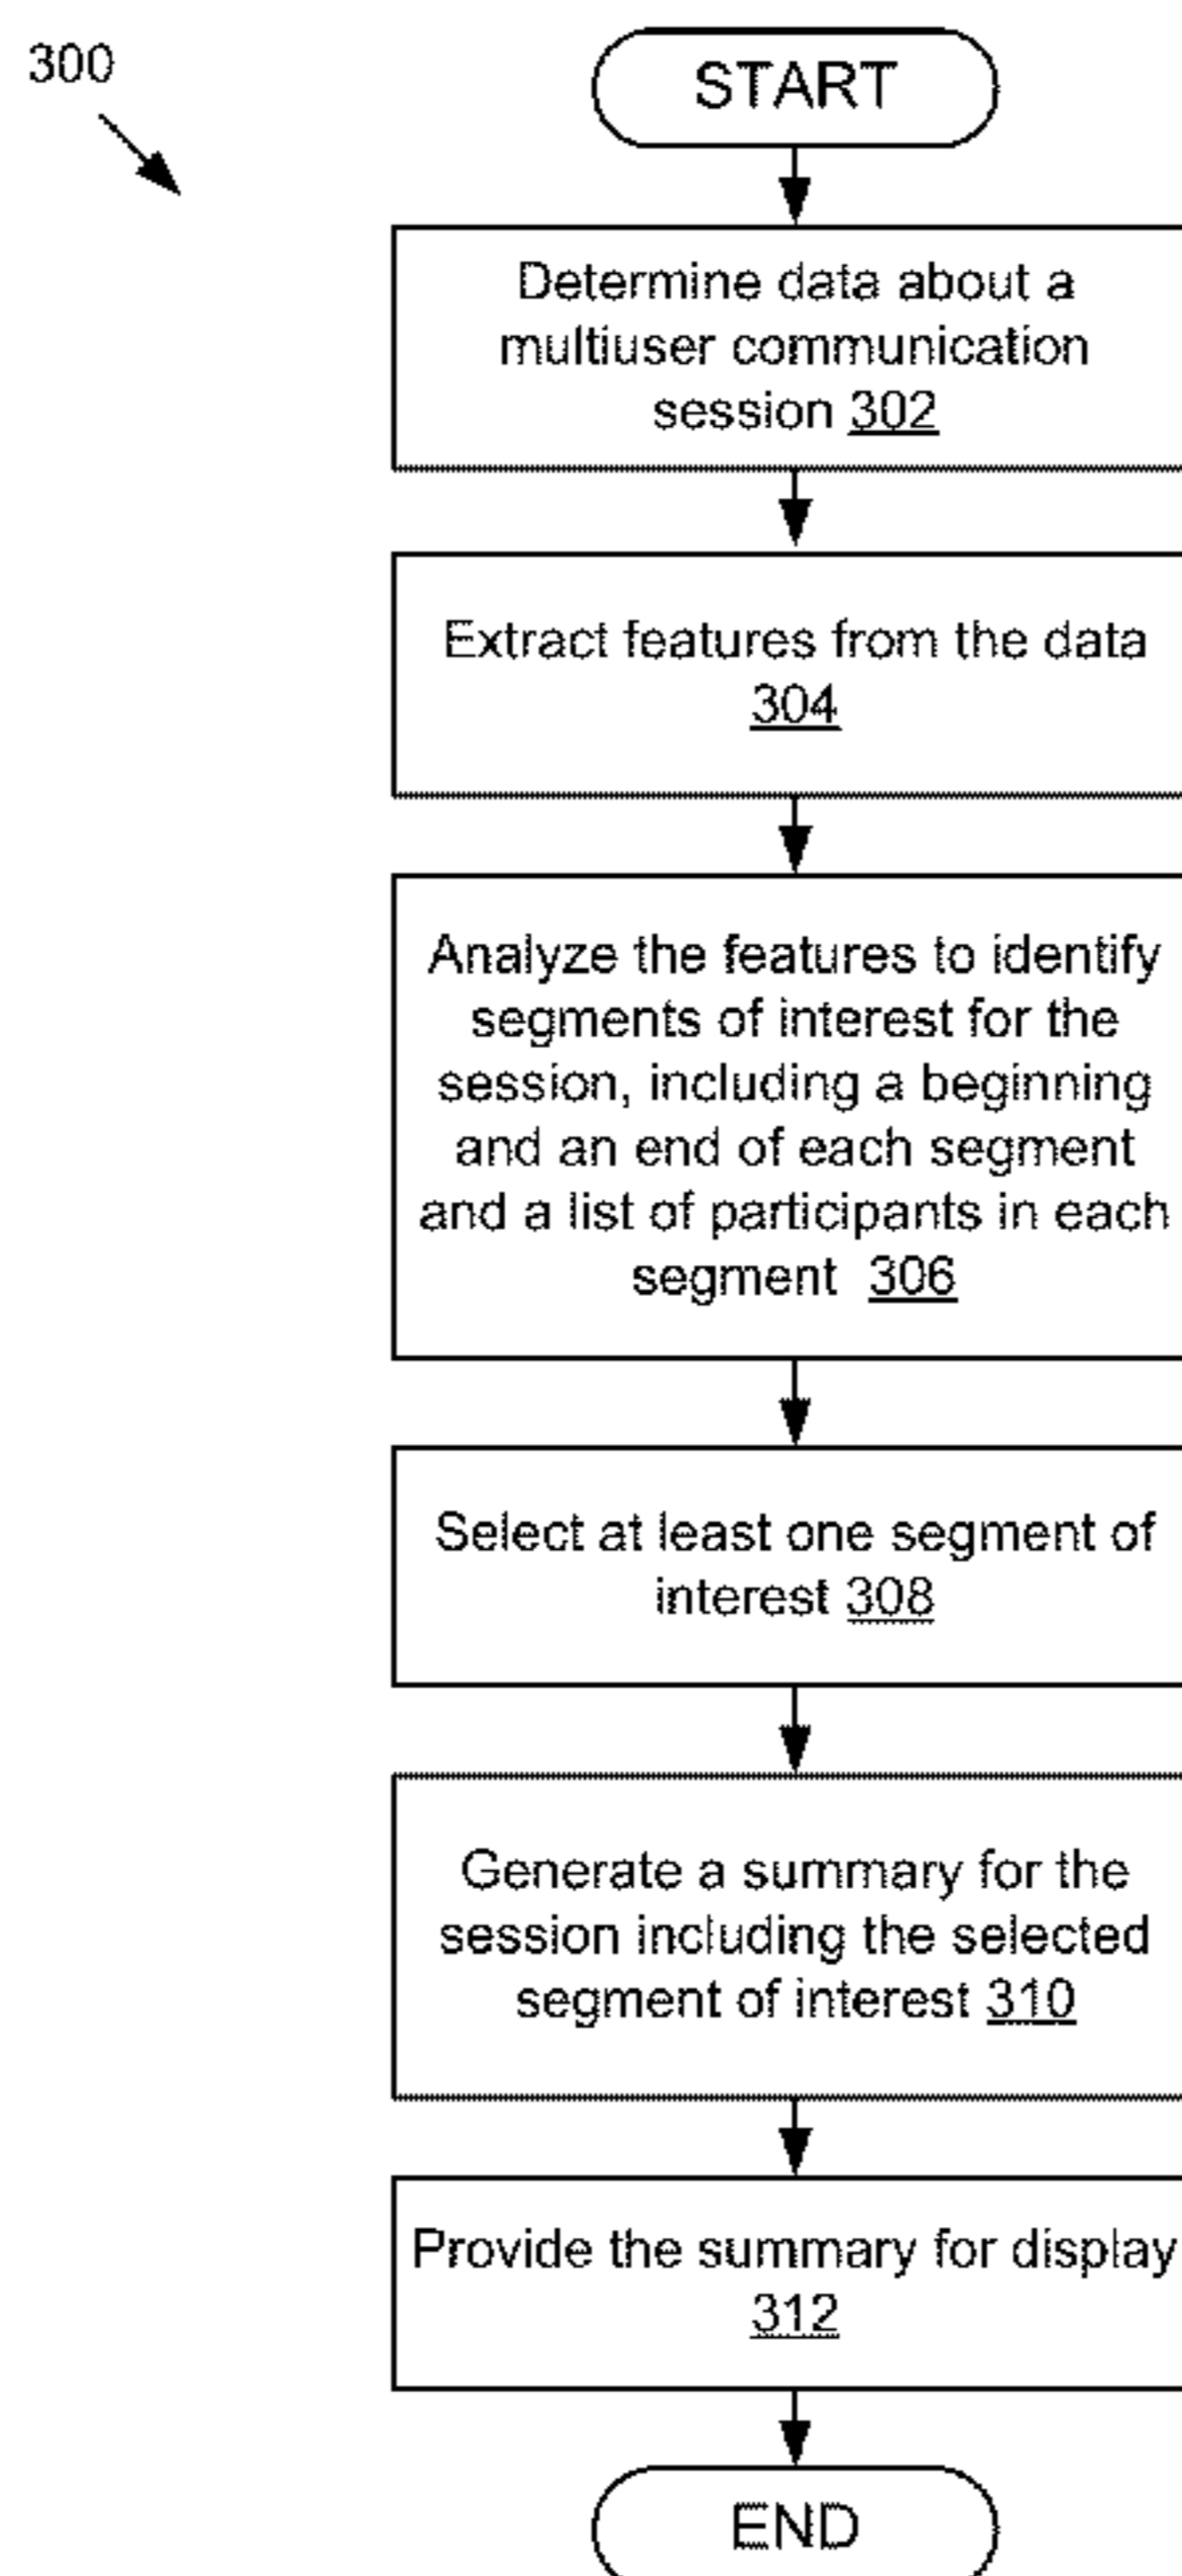 300
START
Determine data about a
multiuser communication
session 302
Extract features from the data
304
Analyze the features to identify
segments of interest for the
session, including a beginning
and an end of each segment
and a list of participants in each
segment 306
Select at least one segment of
interest 308
Generate a summary for the
session including the selected
segment of interest 310
Provide the summary for display
312
END